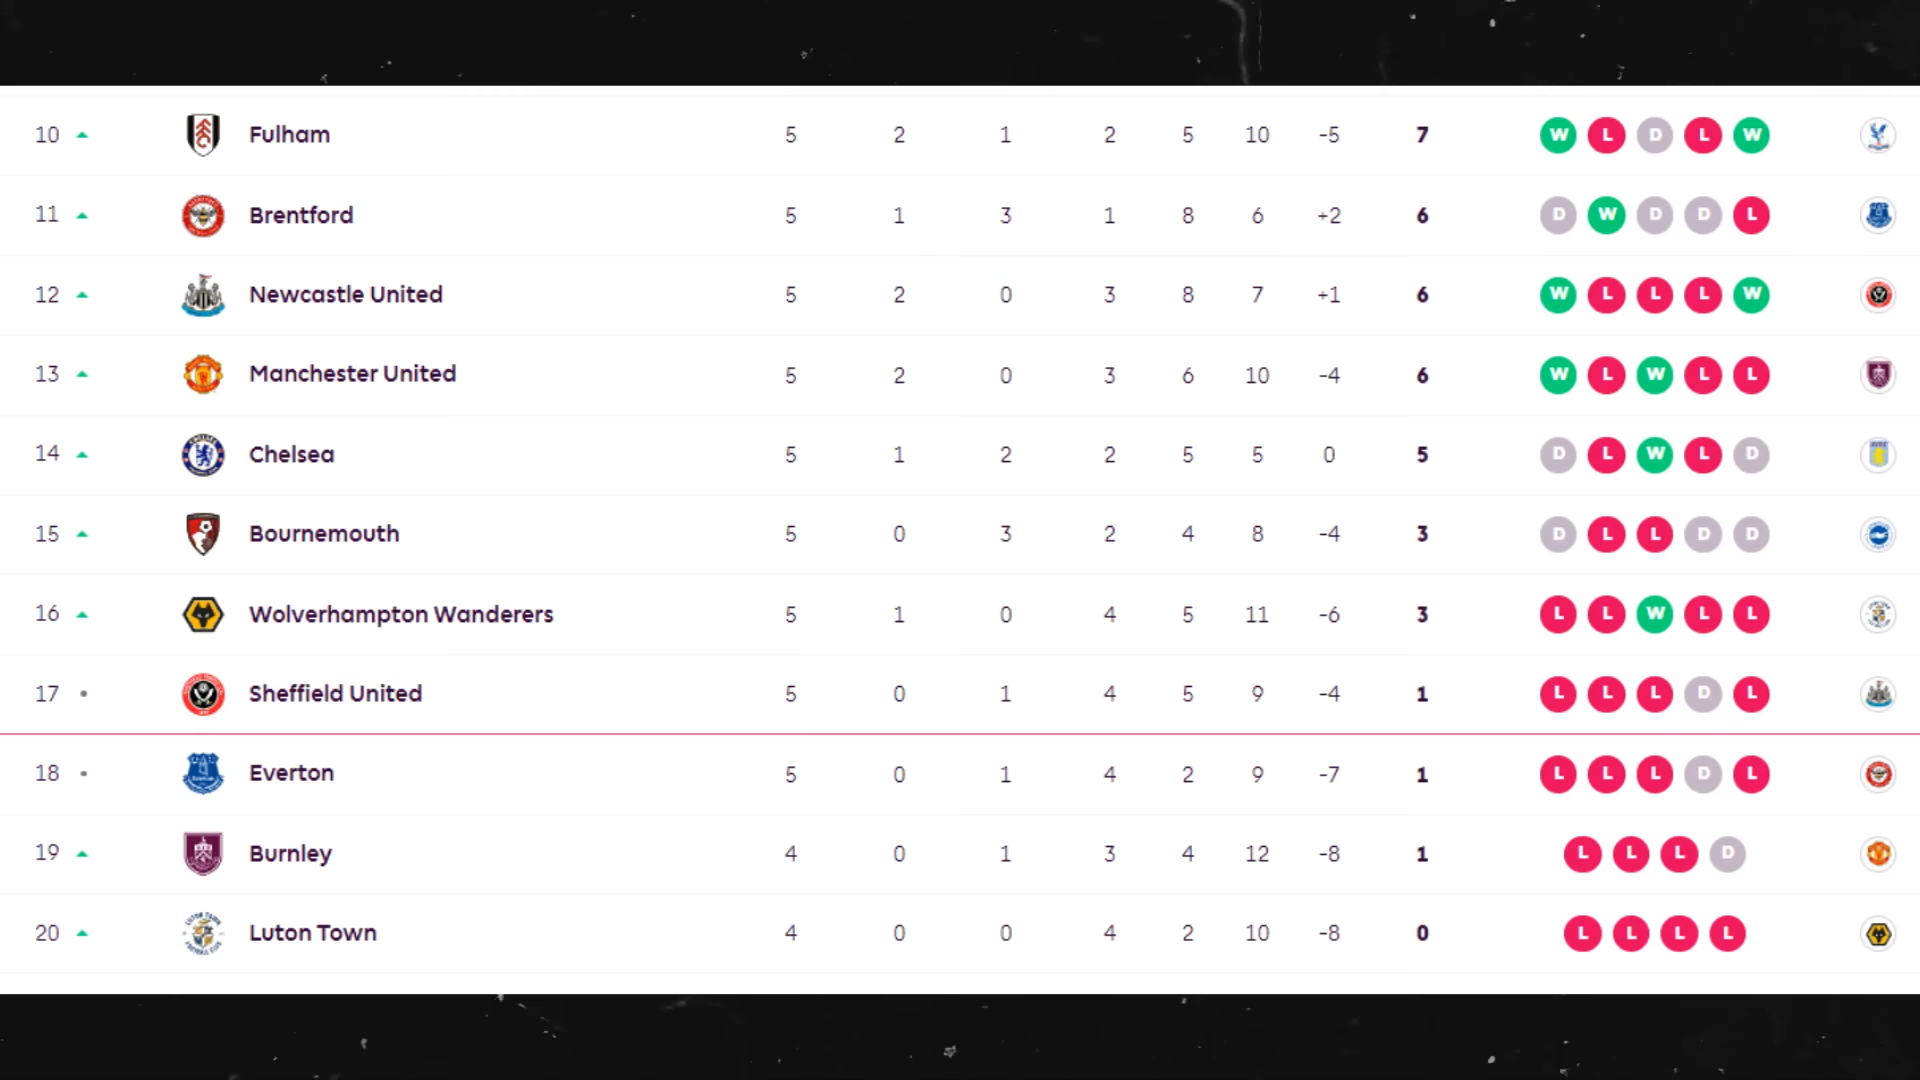 10 Fulham 5 2 1 2 5 10 -5 7 W L D L W
11 Brentford 5 1 3 1 8 6 +2 6 D W D D L
12 Newcastle United 5 2 0 3 8 7 +1 6 W L L L W
13 Manchester United 5 2 0 3 6 10 -4 6 W L W L L
14 Chelsea 5 1 2 2 5 5 0 5 D L W L D
15 Bournemouth 5 0 3 2 4 8 -4 3 D L L D D
16 Wolverhampton Wanderers 5 1 0 4 5 11 -6 3 L L W L L
17 Sheffield United 5 0 1 4 5 9 -4 1 L L L D L
18 Everton 5 0 1 4 2 9 -7 1 L L L D L
19 Burnley 4 0 1 3 4 12 -8 1 L L L D
20 Luton Town 4 0 0 4 2 10 -8 0 L L L L